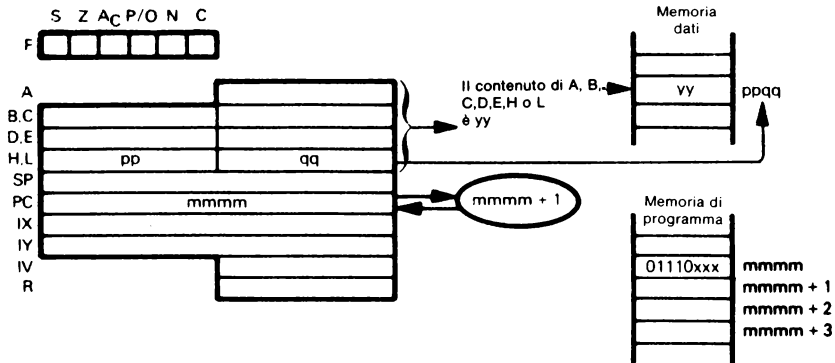 S Z AC P/O N C
F
A
B.C
D.E
H.L pp qq
SP
PC mmmm
IX
IY
IV
R
Il contenuto di A, B,
C,D,E,H o L
è yy
mmmm + 1
Memoria
dati
yy ppqq
Memoria di
programma
01110xxx mmmm
mmmm + 1
mmmm + 2
mmmm + 3